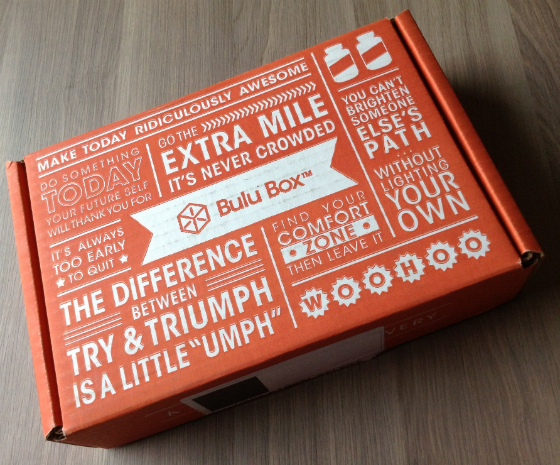 MAKE TODAY RIDICULOUSLY AWESOME
DO SOMETHING
TODAY
YOUR FUTURE SELF
WILL THANK YOU FOR
GO THE
EXTRA MILE
IT'S NEVER CROWDED
YOU CAN'T
BRIGHTEN
SOMEONE
ELSE'S
PATH
WITHOUT
LIGHTING
YOUR
OWN
Bulu Box™
IT'S ALWAYS
TOO EARLY
TO QUIT
FIND YOUR
COMFORT
ZONE
THEN LEAVE IT
THE DIFFERENCE
BETWEEN
TRY & TRIUMPH
IS A LITTLE "UMPH"
WOOHOO